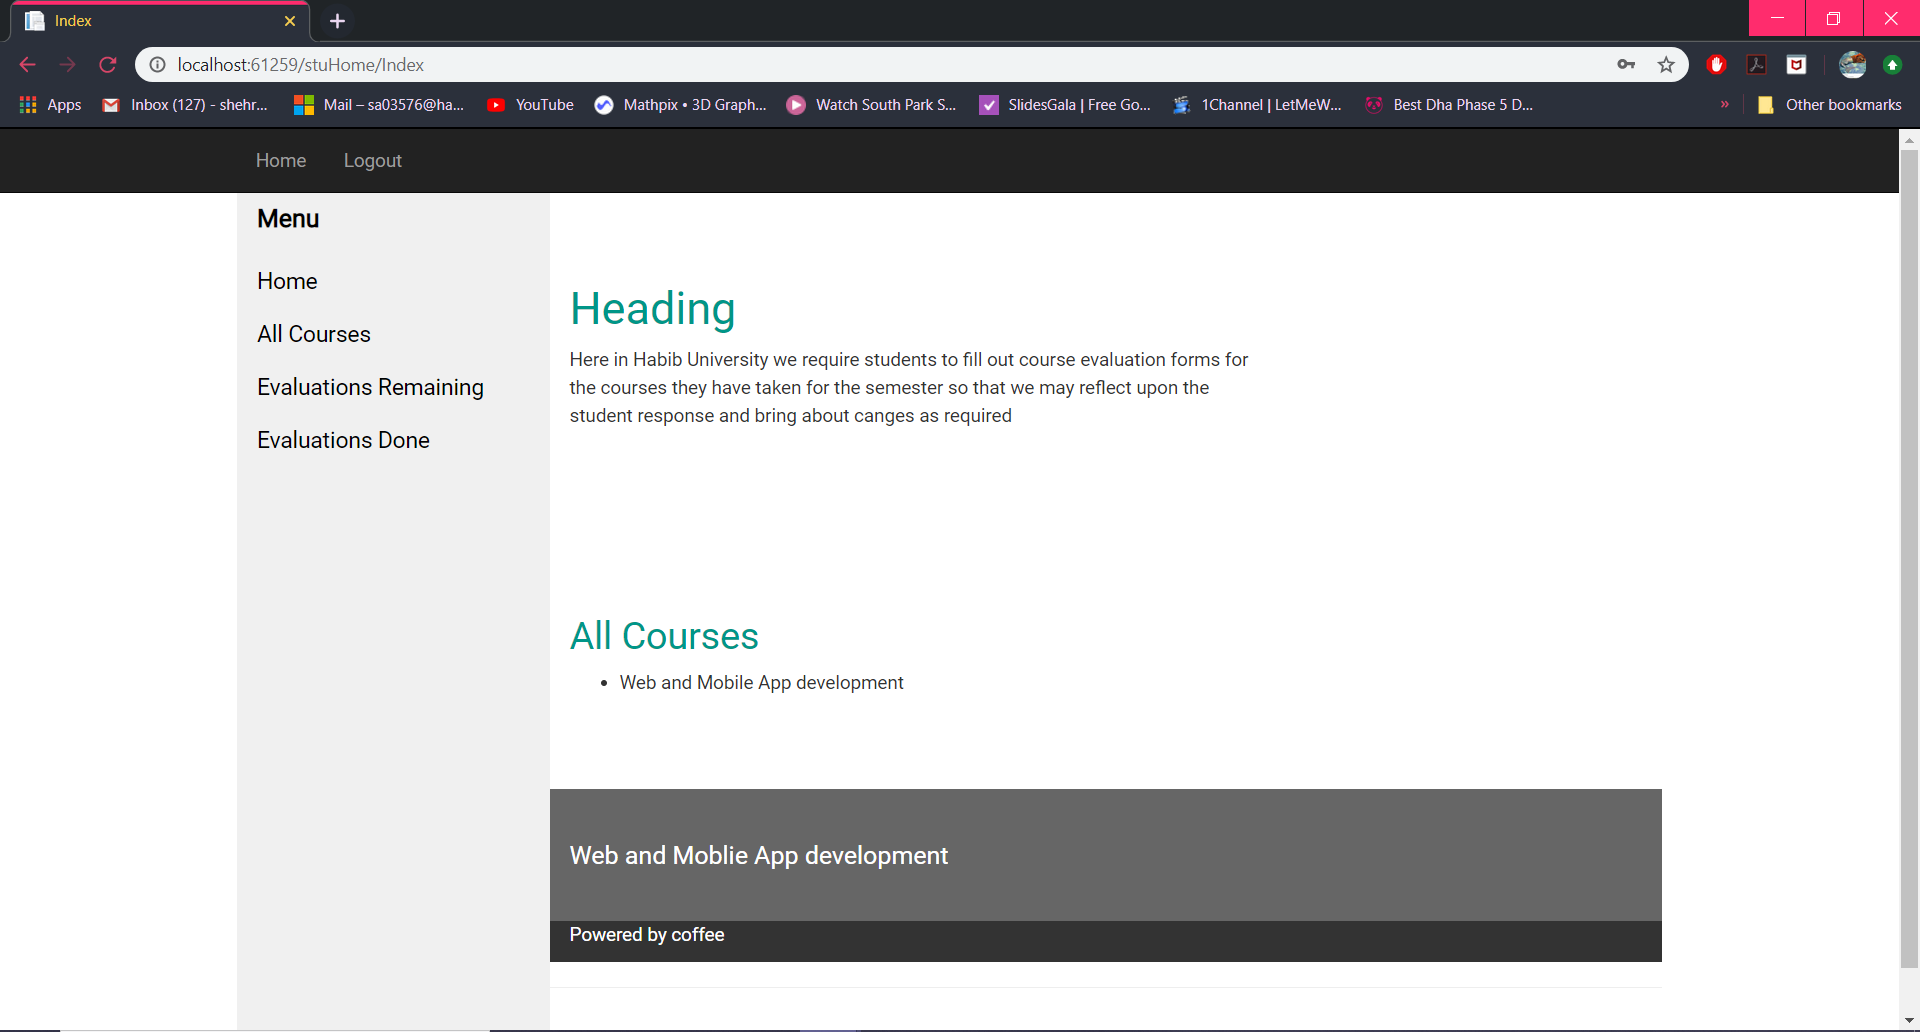 Index
localhost:61259/stuHome/Index
Apps
Inbox (127) - shehr...
Mail – sa03576@ha...
YouTube
Mathpix • 3D Graph...
Watch South Park S...
SlidesGala | Free Go...
1Channel | LetMeW...
Best Dha Phase 5 D...
»
Other bookmarks
Home
Logout
Menu
Home
All Courses
Evaluations Remaining
Evaluations Done
Heading
Here in Habib University we require students to fill out course evaluation forms for
the courses they have taken for the semester so that we may reflect upon the
student response and bring about canges as required
All Courses
• Web and Mobile App development
Web and Moblie App development
Powered by coffee